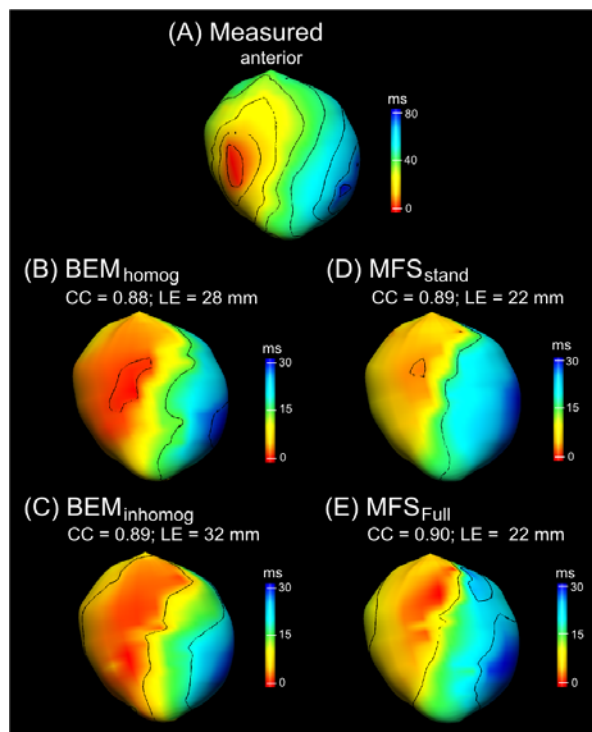 (A) Measured
anterior
ms
80
40
0
(B) BEMhomog
CC = 0.88; LE = 28 mm
ms
30
15
0
(D) MFSstand
CC = 0.89; LE = 22 mm
ms
30
15
0
(C) BEMinhomog
CC = 0.89; LE = 32 mm
ms
30
15
0
(E) MFSFull
CC = 0.90; LE = 22 mm
ms
30
15
0